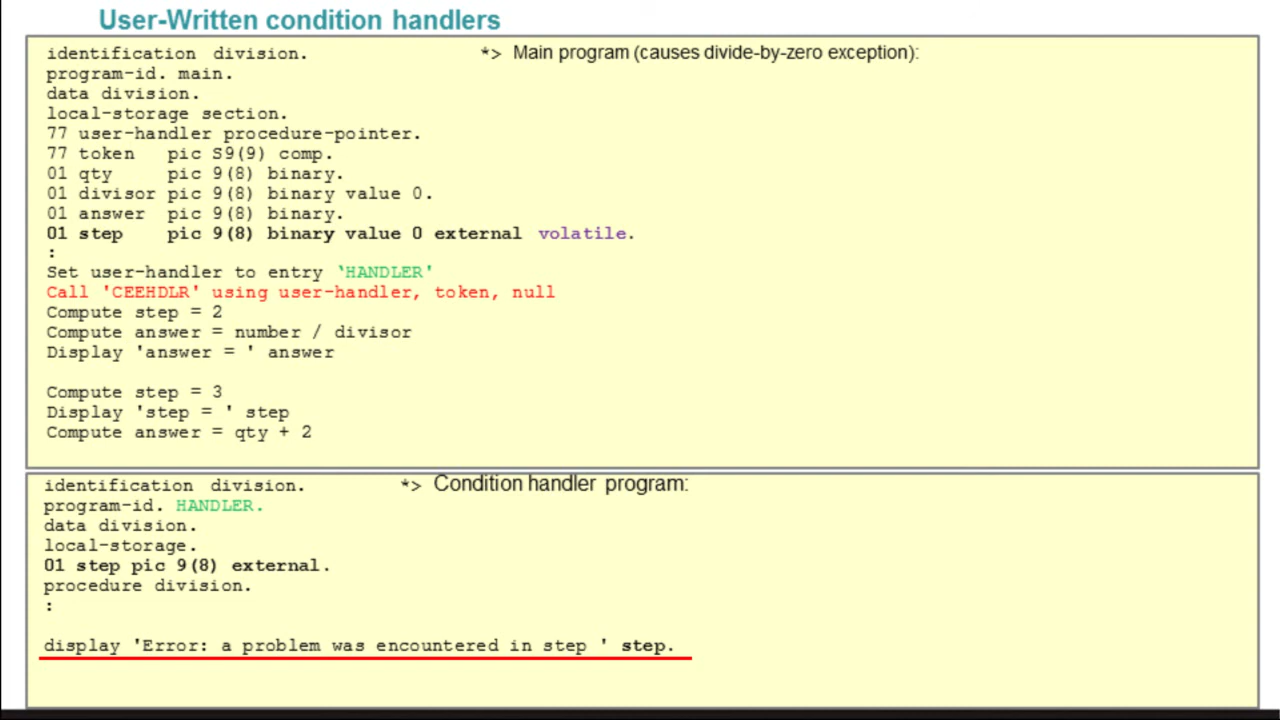 User-Written condition handlers
identification division. *> Main program (causes divide-by-zero exception):
program-id. main.
data division.
local-storage section.
77 user-handler procedure-pointer.
77 token pic S9(9) comp.
01 qty pic 9(8) binary.
01 divisor pic 9(8) binary value 0.
01 answer pic 9(8) binary.
01 step pic 9(8) binary value 0 external volatile.
:
Set user-handler to entry ‘HANDLER'
Call 'CEEHDLR' using user-handler, token, null
Compute step = 2
Compute answer = number / divisor
Display 'answer = ' answer
Compute step = 3
Display 'step = ' step
Compute answer = qty + 2
identification division. *> Condition handler program:
program-id. HANDLER.
data division.
local-storage.
01 step pic 9(8) external.
procedure division.
:
display 'Error: a problem was encountered in step ' step.